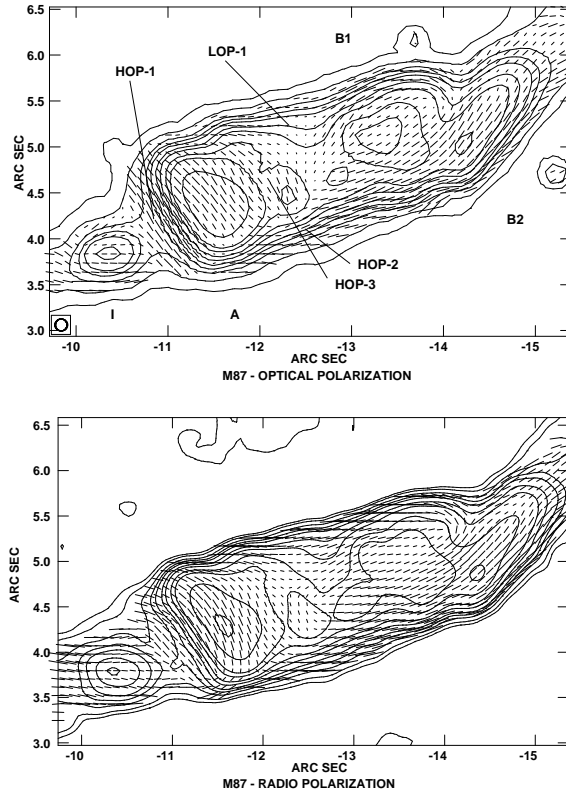 6.5
B1
LOP-1
6.0
HOP-1
5.5
5.0
ARC SEC
4.5
4.0
B2
HOP-2
3.5
HOP-3
I
A
3.0
-10
-11
-12
-13
-14
-15
ARC SEC
M87 - OPTICAL POLARIZATION
6.5
6.0
5.5
5.0
ARC SEC
4.5
4.0
3.5
3.0
-10
-11
-12
-13
-14
-15
ARC SEC
M87 - RADIO POLARIZATION